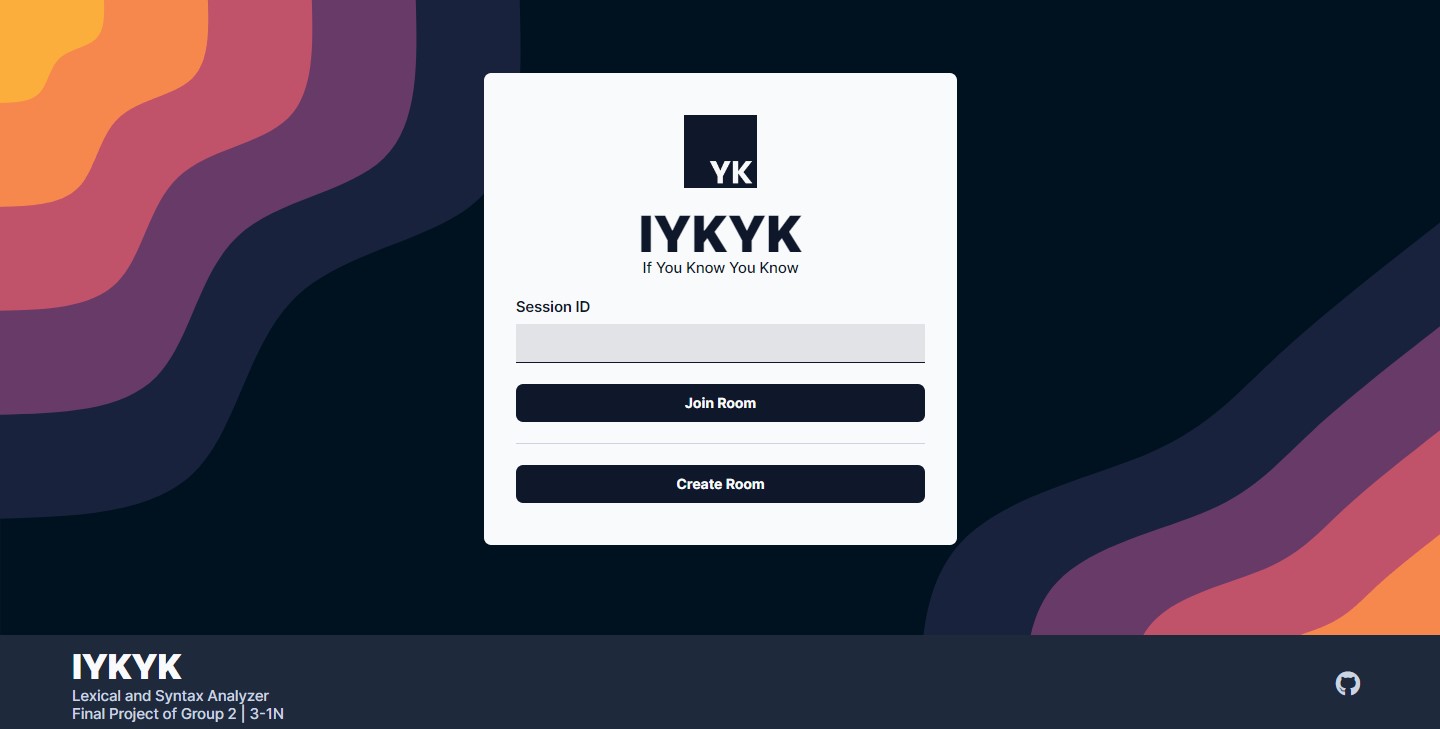 YK
IYKYK
If You Know You Know
Session ID
Join Room
Create Room
IYKYK
Lexical and Syntax Analyzer
Final Project of Group 2 | 3-1N